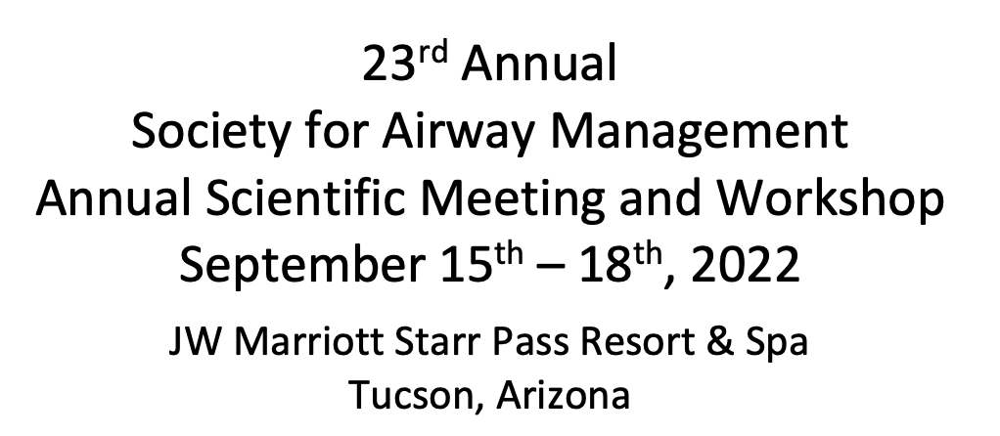 23rd Annual
Society for Airway Management
Annual Scientific Meeting and Workshop
September 15th – 18th, 2022
JW Marriott Starr Pass Resort & Spa
Tucson, Arizona